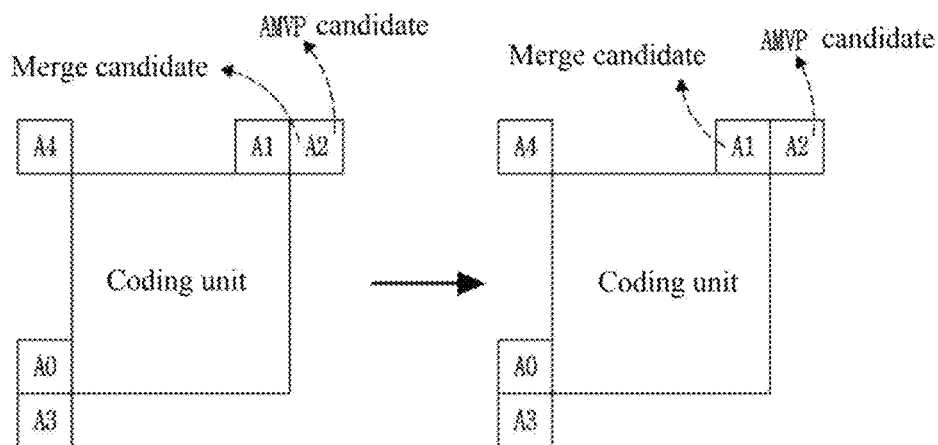 AMVP candidate
Merge candidate
A4
A1
A2
Coding unit
A0
A3
AMVP candidate
Merge candidate
A4
A1
A2
Coding unit
A0
A3